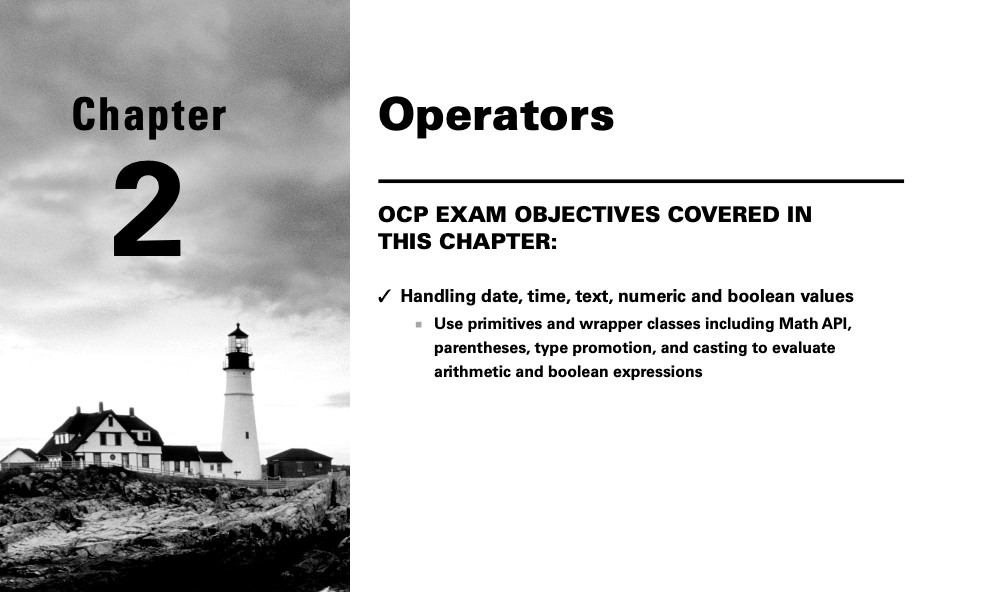 Chapter
2
Operators
OCP EXAM OBJECTIVES COVERED IN
THIS CHAPTER:
✓ Handling date, time, text, numeric and boolean values
■ Use primitives and wrapper classes including Math API,
parentheses, type promotion, and casting to evaluate
arithmetic and boolean expressions